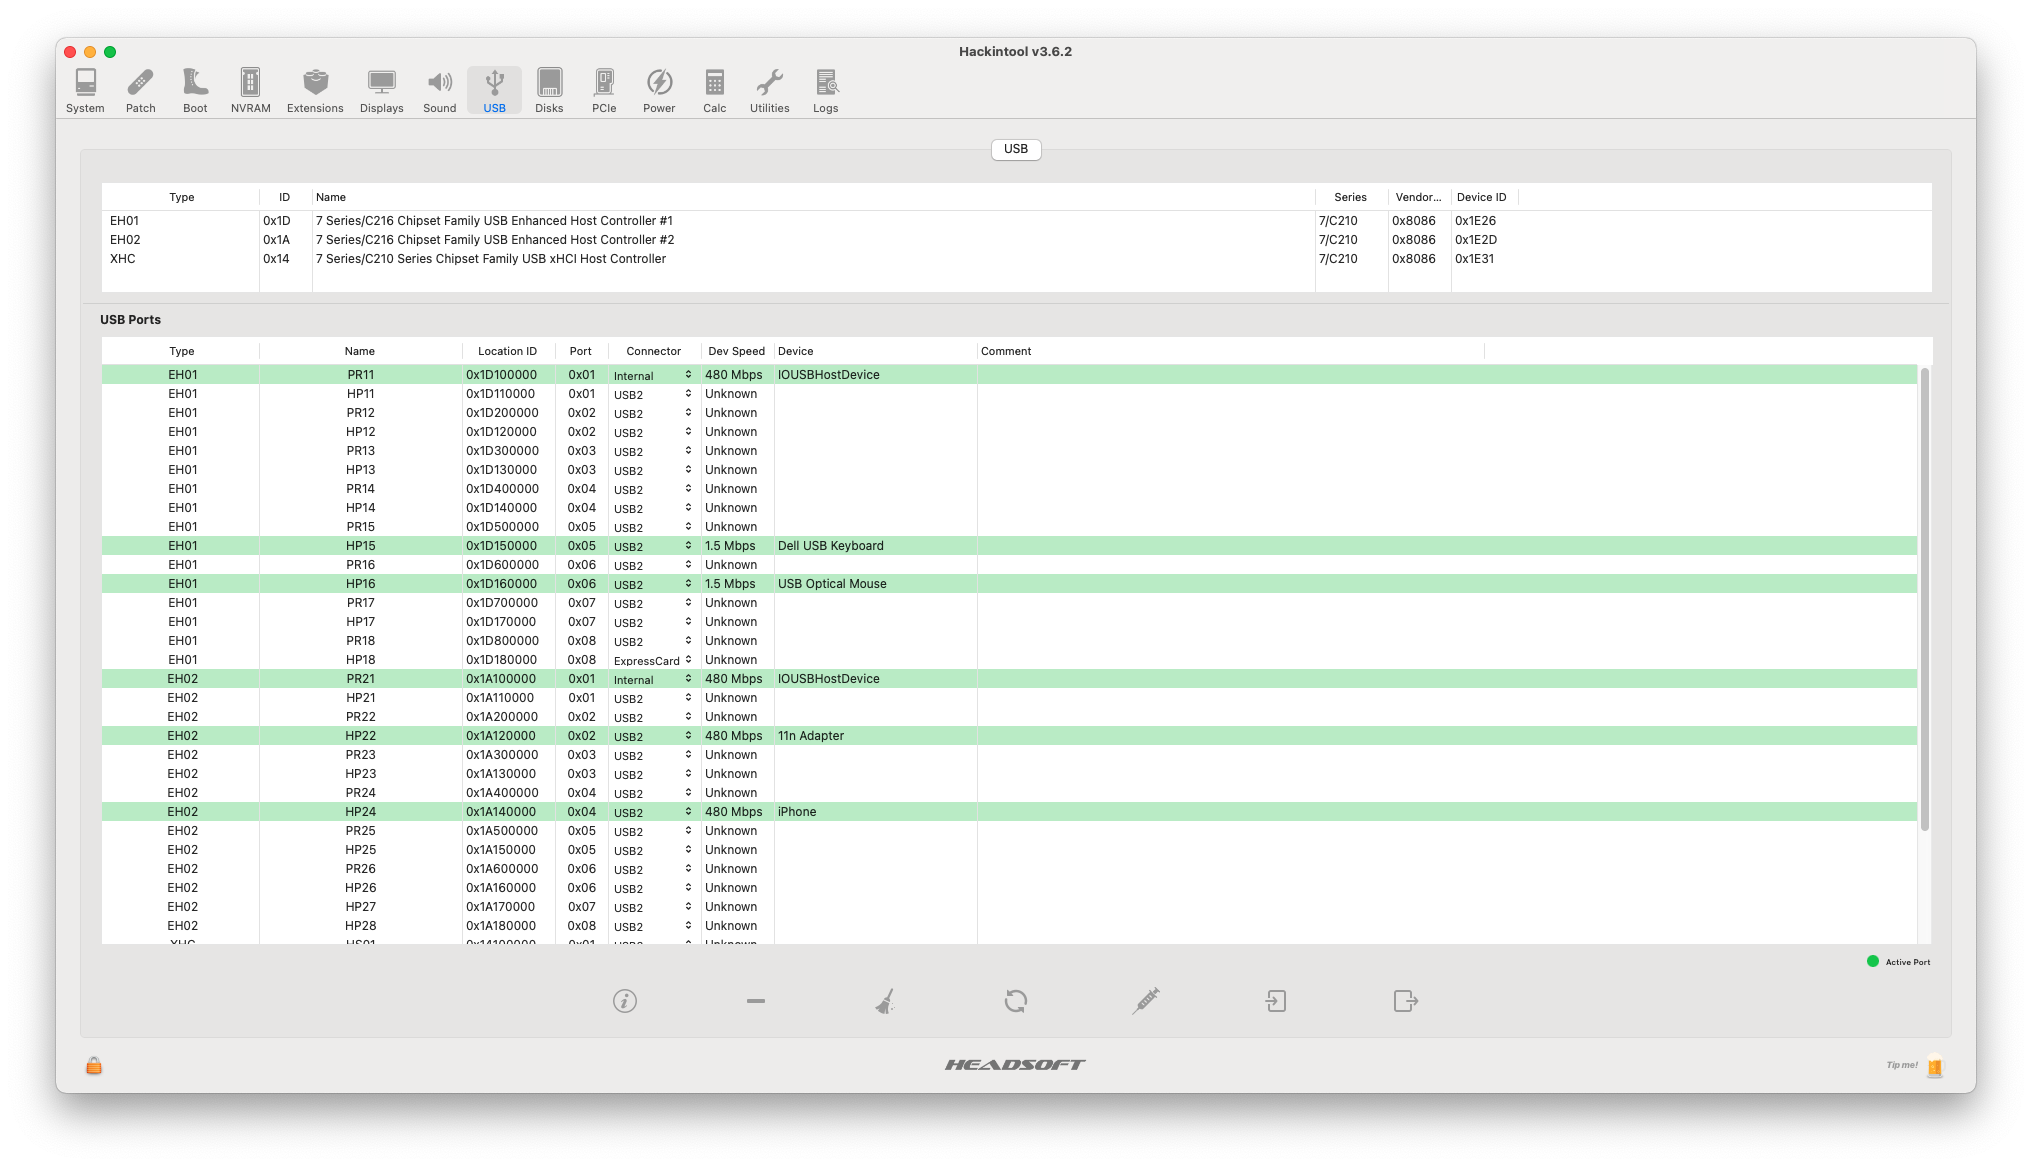 Hackintool v3.6.2
System Patch Boot NVRAM Extensions Displays Sound USB Disks PCIe Power Calc Utilities Logs
USB
Type ID Name Series Vendor... Device ID
EH01 0x1D 7 Series/C216 Chipset Family USB Enhanced Host Controller #1 7/C210 0x8086 0x1E26
EH02 0x1A 7 Series/C216 Chipset Family USB Enhanced Host Controller #2 7/C210 0x8086 0x1E2D
XHC 0x14 7 Series/C210 Series Chipset Family USB xHCI Host Controller 7/C210 0x8086 0x1E31
USB Ports
Type Name Location ID Port Connector Dev Speed Device Comment
EH01 PR11 0x1D100000 0x01 Internal 480 Mbps IOUSBHostDevice
EH01 HP11 0x1D110000 0x01 USB2 Unknown
EH01 PR12 0x1D200000 0x02 USB2 Unknown
EH01 HP12 0x1D120000 0x02 USB2 Unknown
EH01 PR13 0x1D300000 0x03 USB2 Unknown
EH01 HP13 0x1D130000 0x03 USB2 Unknown
EH01 PR14 0x1D400000 0x04 USB2 Unknown
EH01 HP14 0x1D140000 0x04 USB2 Unknown
EH01 PR15 0x1D500000 0x05 USB2 Unknown
EH01 HP15 0x1D150000 0x05 USB2 1.5 Mbps Dell USB Keyboard
EH01 PR16 0x1D600000 0x06 USB2 Unknown
EH01 HP16 0x1D160000 0x06 USB2 1.5 Mbps USB Optical Mouse
EH01 PR17 0x1D700000 0x07 USB2 Unknown
EH01 HP17 0x1D170000 0x07 USB2 Unknown
EH01 PR18 0x1D800000 0x08 USB2 Unknown
EH01 HP18 0x1D180000 0x08 ExpressCard Unknown
EH02 PR21 0x1A100000 0x01 Internal 480 Mbps IOUSBHostDevice
EH02 HP21 0x1A110000 0x01 USB2 Unknown
EH02 PR22 0x1A200000 0x02 USB2 Unknown
EH02 HP22 0x1A120000 0x02 USB2 480 Mbps 11n Adapter
EH02 PR23 0x1A300000 0x03 USB2 Unknown
EH02 HP23 0x1A130000 0x03 USB2 Unknown
EH02 PR24 0x1A400000 0x04 USB2 Unknown
EH02 HP24 0x1A140000 0x04 USB2 480 Mbps iPhone
EH02 PR25 0x1A500000 0x05 USB2 Unknown
EH02 HP25 0x1A150000 0x05 USB2 Unknown
EH02 PR26 0x1A600000 0x06 USB2 Unknown
EH02 HP26 0x1A160000 0x06 USB2 Unknown
EH02 HP27 0x1A170000 0x07 USB2 Unknown
EH02 HP28 0x1A180000 0x08 USB2 Unknown
XHC HS01 0x14100000 0x01 USB2 Unknown
Active Port
HEADSOFT
Tip me!